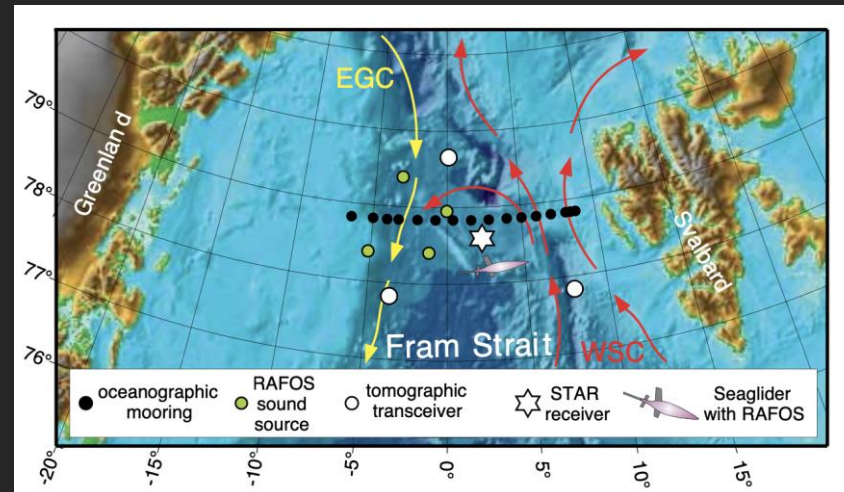 EGC
79°
78°
77°
76°
Greenland
Svalbard
Fram Strait
WSC
oceanographic
mooring
RAFOS
sound
source
tomographic
transceiver
STAR
receiver
Seaglider
with RAFOS
-20°
-15°
-10°
-5°
0°
5°
10°
15°